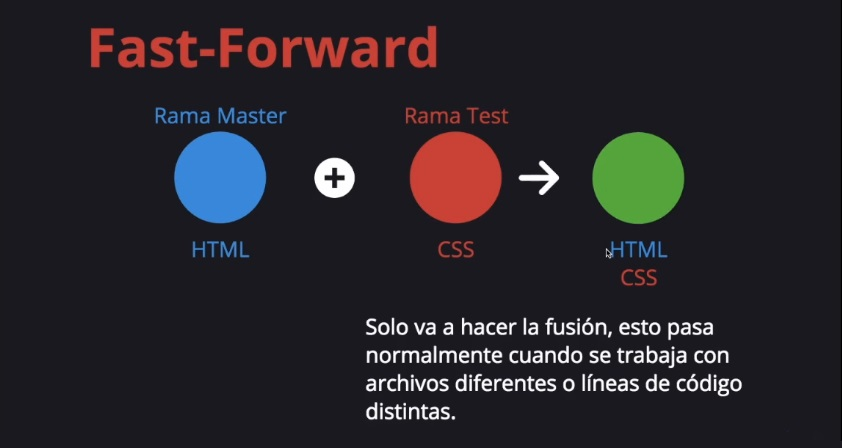 Fast-Forward
Rama Master
Rama Test
HTML
CSS
HTML
CSS
Solo va a hacer la fusión, esto pasa
normalmente cuando se trabaja con
archivos diferentes o líneas de código
distintas.